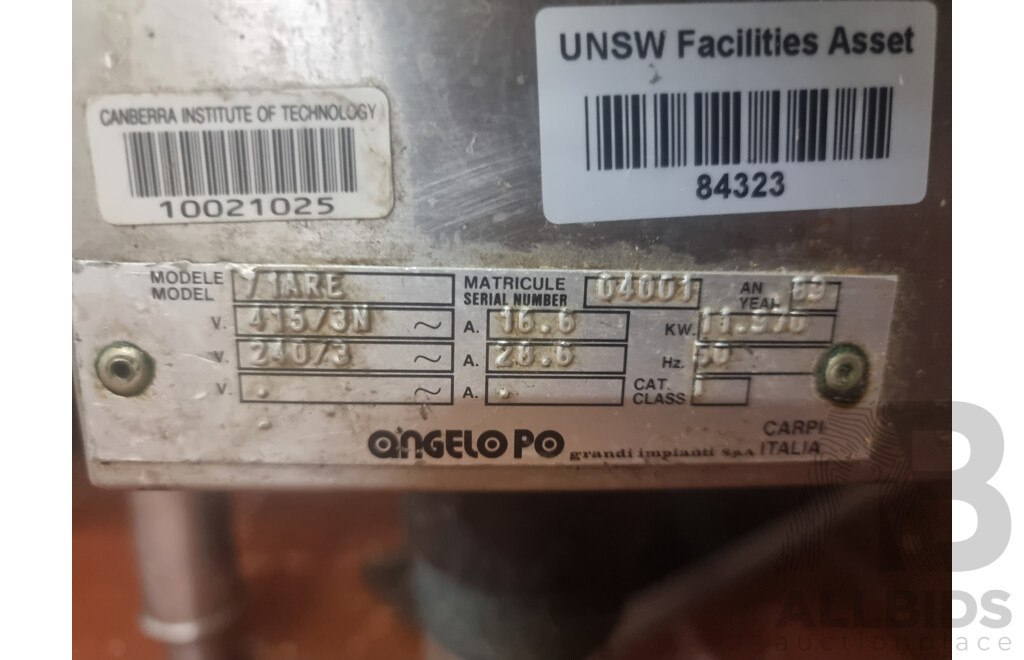 UNSW Facilities Asset
84323
CANBERRA INSTITUTE OF TECHNOLOGY
10021025
MODELE
MODEL
MATRICULE
SERIAL NUMBER
04001
AN
YEAR
V. 415/3N ~ A. 16.6 KW.
V. 240/3 ~ A. 28.6 Hz. 50
V. . ~ A. . CAT.
CLASS
ANGELO PO grandi impianti S.p.A
CARPI
ITALIA
ALLBIDS
auctionplace